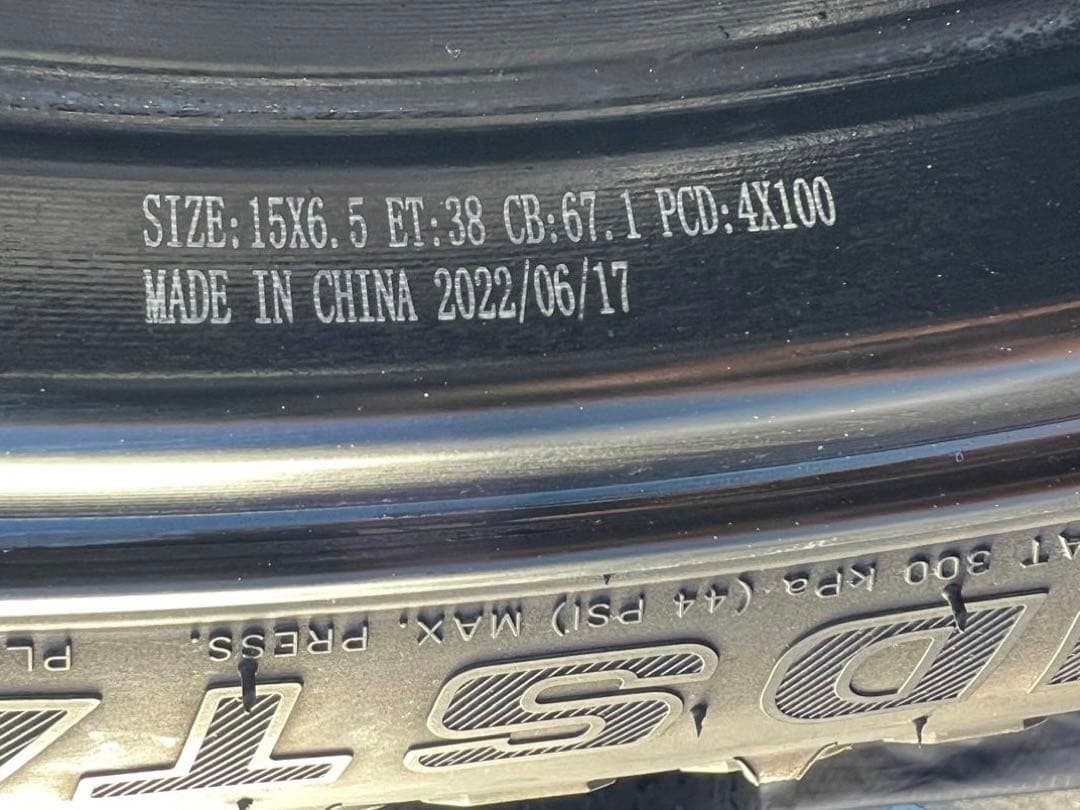 SIZE:15X6.5 ET:38 CB:67.1 PCD:4X100
MADE IN CHINA 2022/06/17
AT 300 kPa (44 PSI) MAX. PRESS.